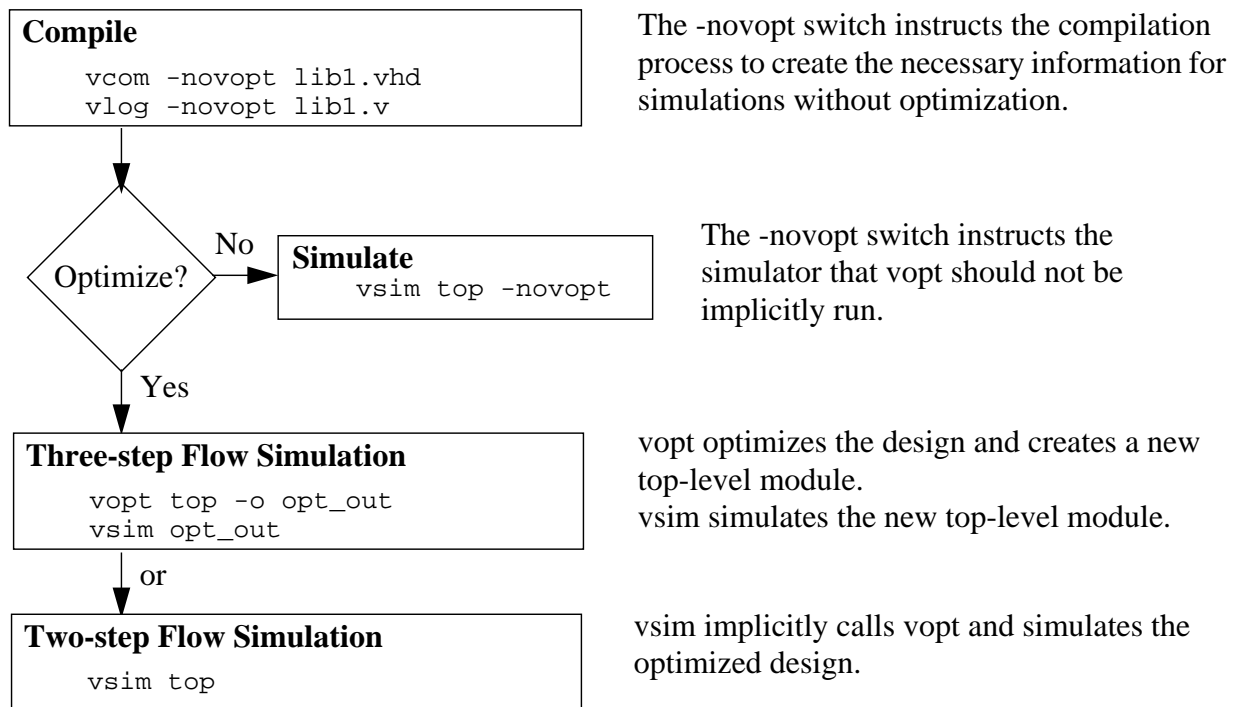 Compile
vcom -novopt lib1.vhd
vlog -novopt lib1.v
The -novopt switch instructs the compilation
process to create the necessary information for
simulations without optimization.
Optimize?
No
Simulate
vsim top -novopt
The -novopt switch instructs the
simulator that vopt should not be
implicitly run.
Yes
Three-step Flow Simulation
vopt top -o opt_out
vsim opt_out
vopt optimizes the design and creates a new
top-level module.
vsim simulates the new top-level module.
or
Two-step Flow Simulation
vsim top
vsim implicitly calls vopt and simulates the
optimized design.